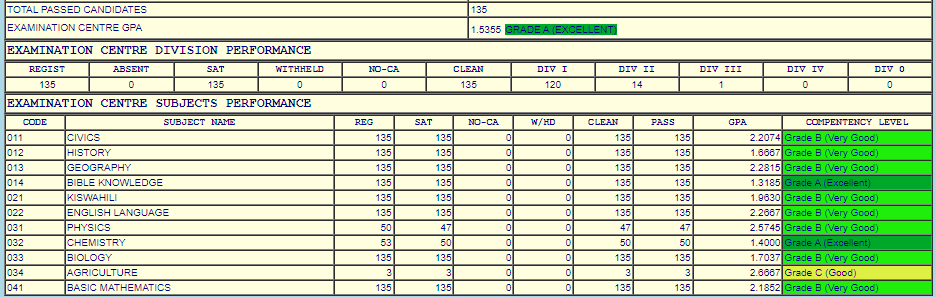 TOTAL PASSED CANDIDATES 135
EXAMINATION CENTRE GPA 1.5355 GRADE A (EXCELLENT)
EXAMINATION CENTRE DIVISION PERFORMANCE
REGIST ABSENT SAT WITHHELD NO-CA CLEAN DIV I DIV II DIV III DIV IV DIV 0
135 0 135 0 0 135 120 14 1 0 0
EXAMINATION CENTRE SUBJECTS PERFORMANCE
CODE SUBJECT NAME REG SAT NO-CA W/HD CLEAN PASS GPA COMPENTENCY LEVEL
011 CIVICS 135 135 0 0 135 135 2.2074 Grade B (Very Good)
012 HISTORY 135 135 0 0 135 135 1.6667 Grade B (Very Good)
013 GEOGRAPHY 135 135 0 0 135 135 2.2815 Grade B (Very Good)
014 BIBLE KNOWLEDGE 135 135 0 0 135 135 1.3185 Grade A (Excellent)
021 KISWAHILI 135 135 0 0 135 135 1.9630 Grade B (Very Good)
022 ENGLISH LANGUAGE 135 135 0 0 135 135 2.2667 Grade B (Very Good)
031 PHYSICS 50 47 0 0 47 47 2.5745 Grade B (Very Good)
032 CHEMISTRY 53 50 0 0 50 50 1.4000 Grade A (Excellent)
033 BIOLOGY 135 135 0 0 135 135 1.7037 Grade B (Very Good)
034 AGRICULTURE 3 3 0 0 3 3 2.6667 Grade C (Good)
041 BASIC MATHEMATICS 135 135 0 0 135 135 2.1852 Grade B (Very Good)